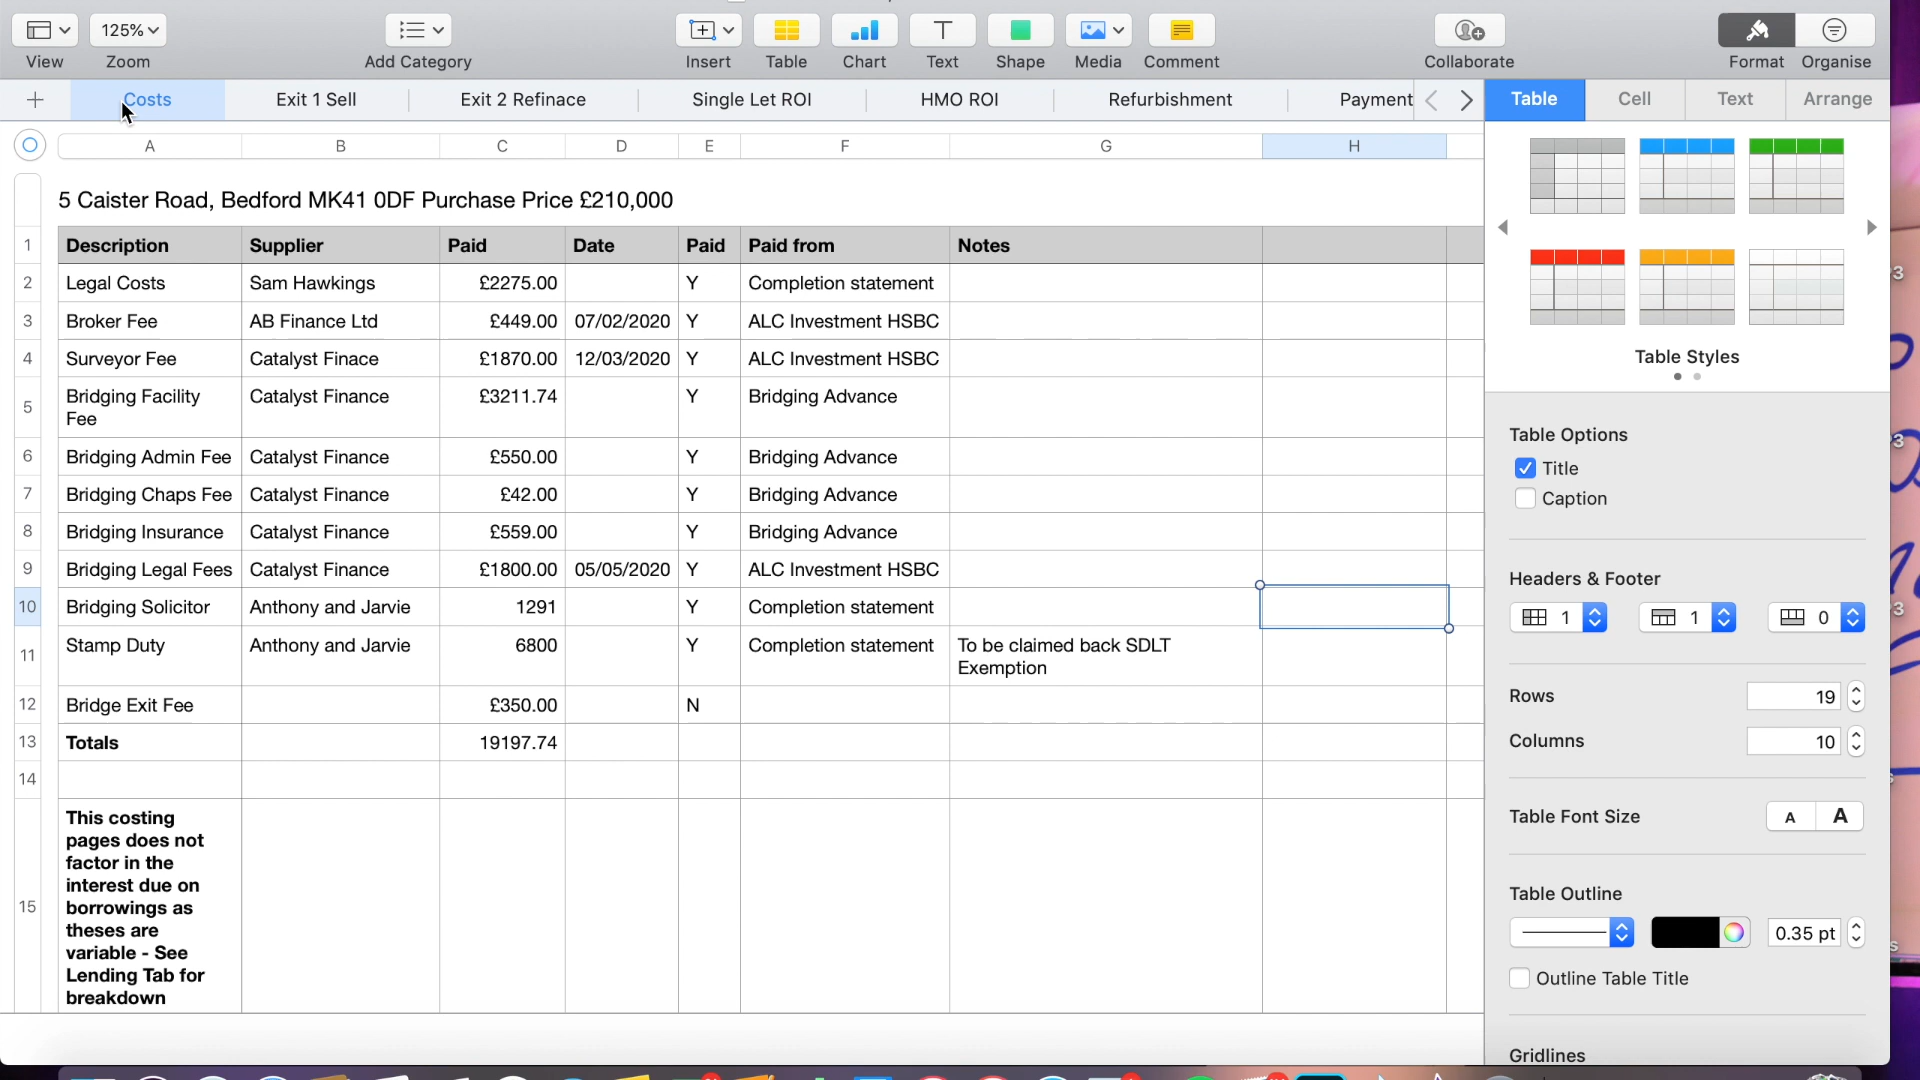 125%
View
Zoom
Add Category
Insert
Table
Chart
Text
Shape
Media
Comment
Collaborate
Format
Organise
Costs
Exit 1 Sell
Exit 2 Refinace
Single Let ROI
HMO ROI
Refurbishment
Payment
Table
Cell
Text
Arrange
A B C D E F G H
5 Caister Road, Bedford MK41 0DF Purchase Price £210,000
1 Description Supplier Paid Date Paid Paid from Notes
2 Legal Costs Sam Hawkings £2275.00 Y Completion statement
3 Broker Fee AB Finance Ltd £449.00 07/02/2020 Y ALC Investment HSBC
4 Surveyor Fee Catalyst Finace £1870.00 12/03/2020 Y ALC Investment HSBC
5 Bridging Facility Catalyst Finance £3211.74 Y Bridging Advance
Fee
6 Bridging Admin Fee Catalyst Finance £550.00 Y Bridging Advance
7 Bridging Chaps Fee Catalyst Finance £42.00 Y Bridging Advance
8 Bridging Insurance Catalyst Finance £559.00 Y Bridging Advance
9 Bridging Legal Fees Catalyst Finance £1800.00 05/05/2020 Y ALC Investment HSBC
10 Bridging Solicitor Anthony and Jarvie 1291 Y Completion statement
11 Stamp Duty Anthony and Jarvie 6800 Y Completion statement To be claimed back SDLT
Exemption
12 Bridge Exit Fee £350.00 N
13 Totals 19197.74
14
15 This costing
pages does not
factor in the
interest due on
borrowings as
theses are
variable - See
Lending Tab for
breakdown
Table Styles
Table Options
Title
Caption
Headers & Footer
1 1 0
Rows 19
Columns 10
Table Font Size A A
Table Outline
0.35 pt
Outline Table Title
Gridlines